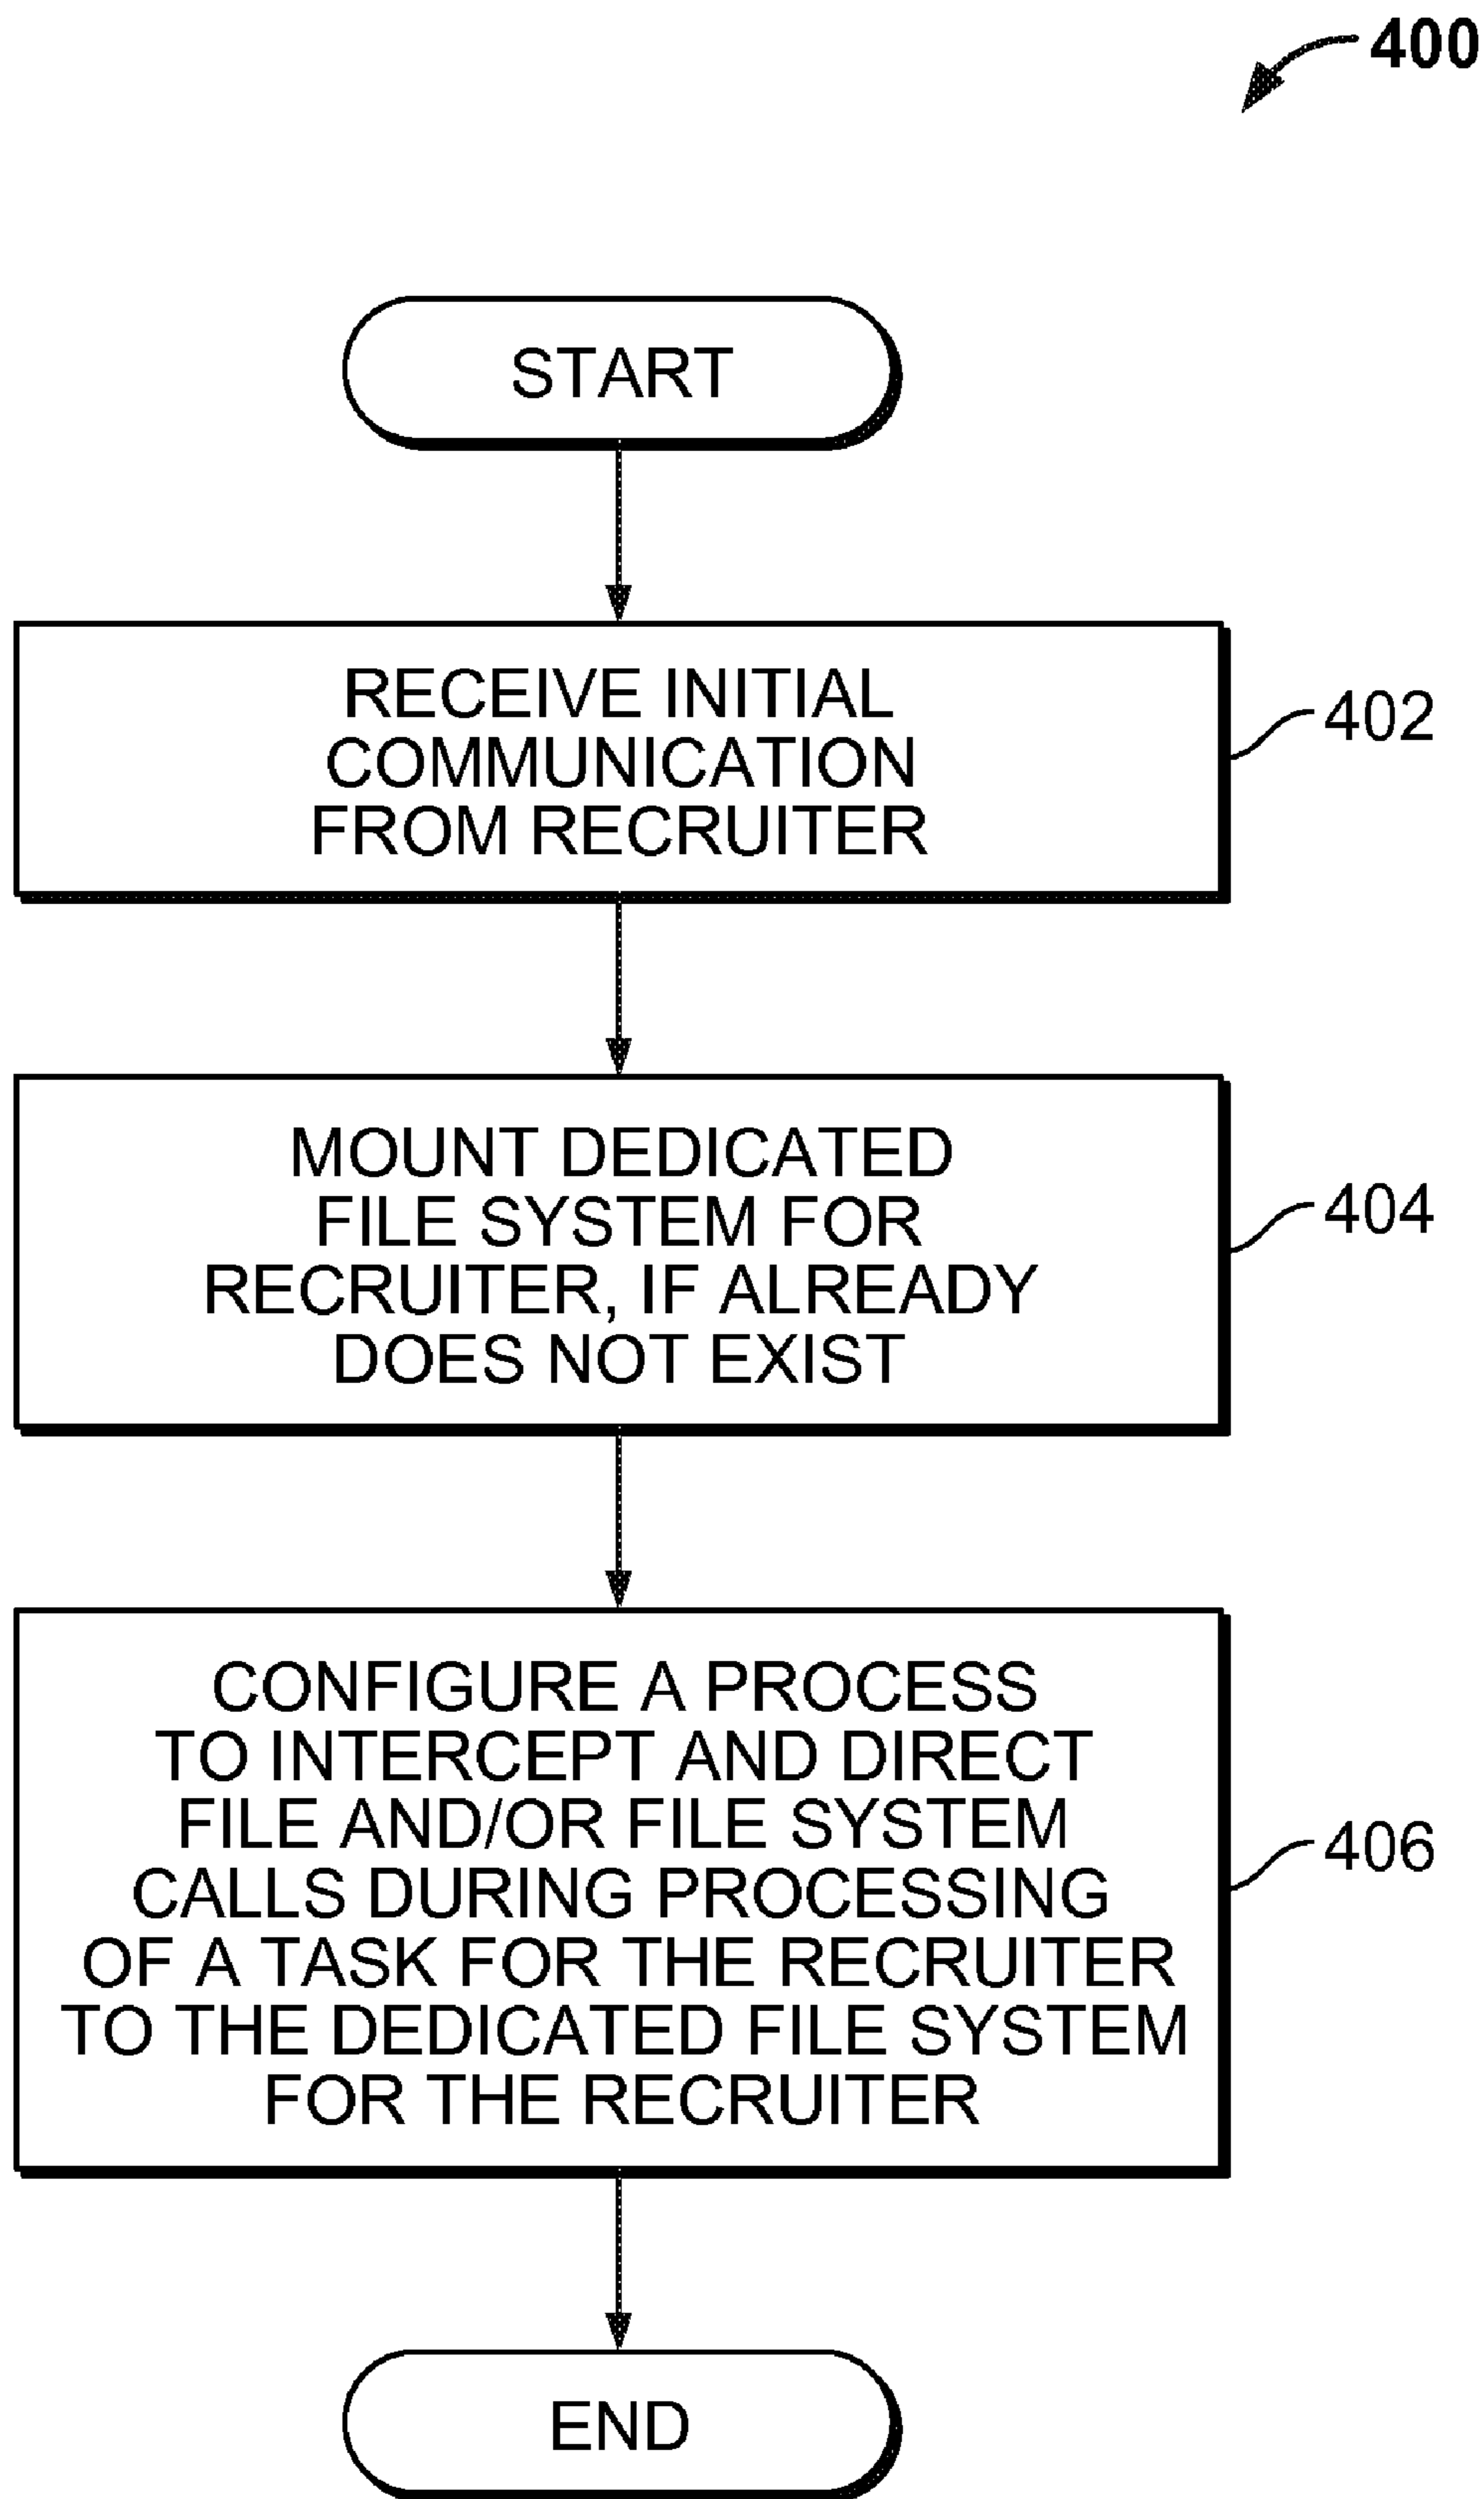 400
START
RECEIVE INITIAL
COMMUNICATION
FROM RECRUITER
402
MOUNT DEDICATED
FILE SYSTEM FOR
RECRUITER, IF ALREADY
DOES NOT EXIST
404
CONFIGURE A PROCESS
TO INTERCEPT AND DIRECT
FILE AND/OR FILE SYSTEM
CALLS DURING PROCESSING
OF A TASK FOR THE RECRUITER
TO THE DEDICATED FILE SYSTEM
FOR THE RECRUITER
406
END